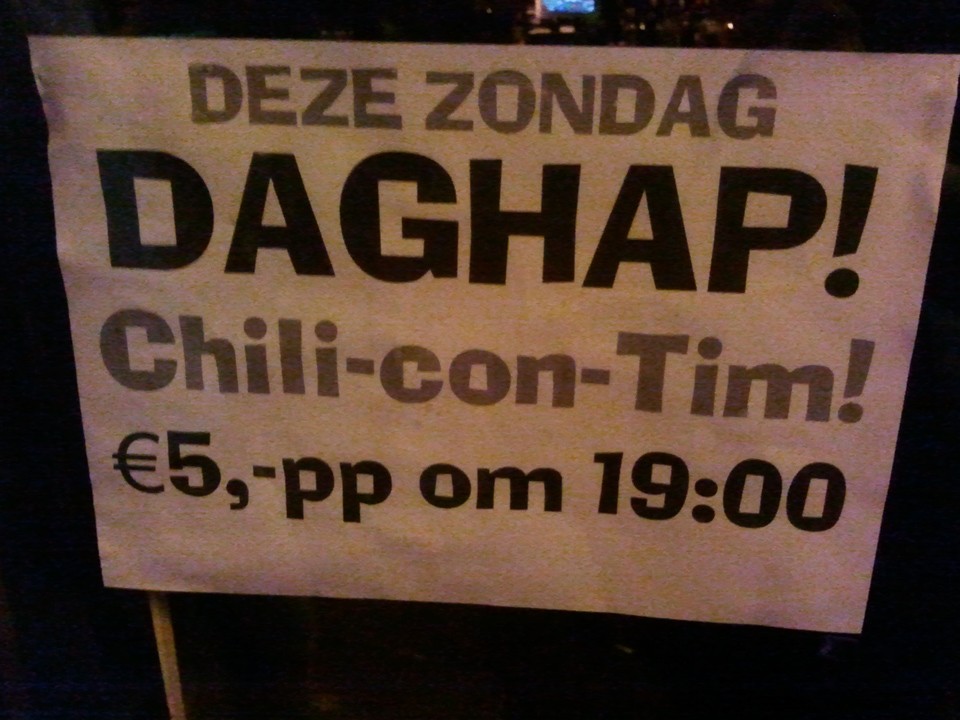 DEZE ZONDAG
DAGHAP!
Chili-con-Tim!
€5,-pp om 19:00